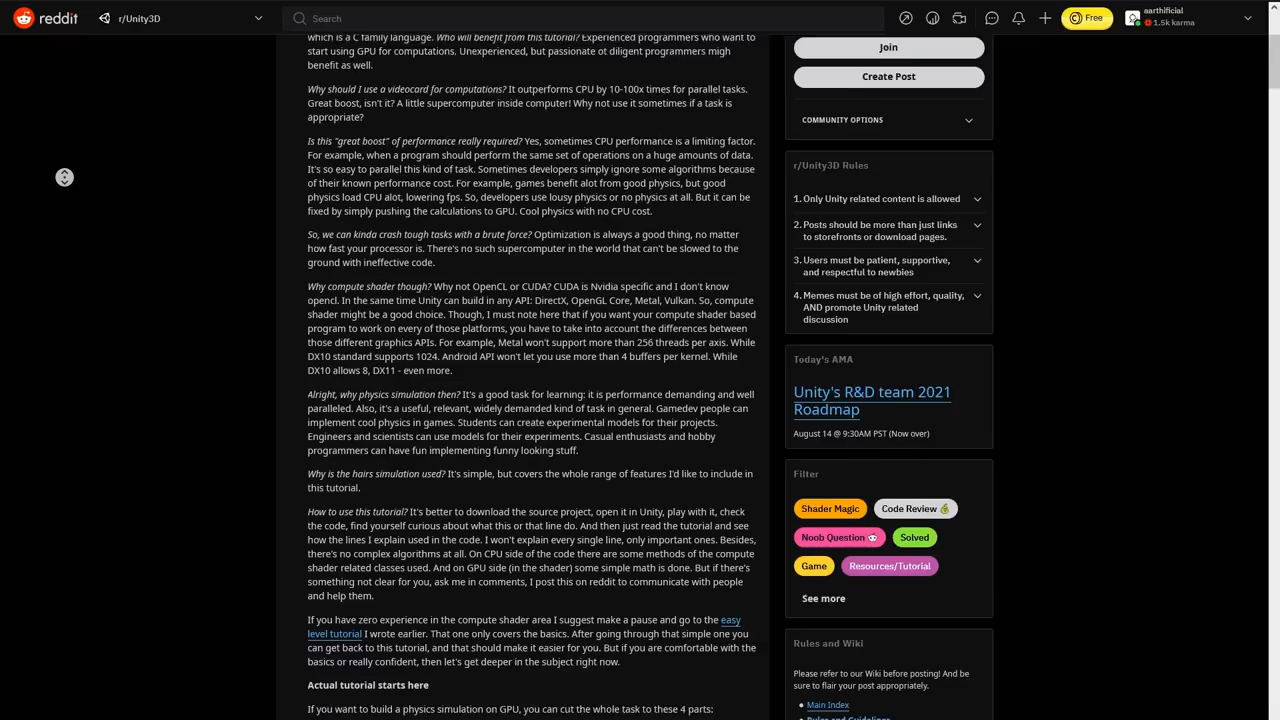 reddit
r/Unity3D
Search
Free
aarthificial
1.5k karma
which is a C family language. Who will benefit from this tutorial? Experienced programmers who want to
start using GPU for computations. Unexperienced, but passionate ot diligent programmers migh
benefit as well.
Why should I use a videocard for computations? It outperforms CPU by 10-100x times for parallel tasks.
Great boost, isn't it? A little supercomputer inside computer! Why not use it sometimes if a task is
appropriate?
Is this "great boost" of performance really required? Yes, sometimes CPU performance is a limiting factor.
For example, when a program should perform the same set of operations on a huge amounts of data.
It's so easy to parallel this kind of task. Sometimes developers simply ignore some algorithms because
of their known performance cost. For example, games benefit alot from good physics, but good
physics load CPU alot, lowering fps. So, developers use lousy physics or no physics at all. But it can be
fixed by simply pushing the calculations to GPU. Cool physics with no CPU cost.
So, we can kinda crash tough tasks with a brute force? Optimization is always a good thing, no matter
how fast your processor is. There's no such supercomputer in the world that can't be slowed to the
ground with ineffective code.
Why compute shader though? Why not OpenCL or CUDA? CUDA is Nvidia specific and I don't know
opencl. In the same time Unity can build in any API: DirectX, OpenGL Core, Metal, Vulkan. So, compute
shader might be a good choice. Though, I must note here that if you want your compute shader based
program to work on every of those platforms, you have to take into account the differences between
those different graphics APIs. For example, Metal won't support more than 256 threads per axis. While
DX10 standard supports 1024. Android API won't let you use more than 4 buffers per kernel. While
DX10 allows 8, DX11 - even more.
Alright, why physics simulation then? It's a good task for learning: it is performance demanding and well
paralleled. Also, it's a useful, relevant, widely demanded kind of task in general. Gamedev people can
implement cool physics in games. Students can create experimental models for their projects.
Engineers and scientists can use models for their experiments. Casual enthusiasts and hobby
programmers can have fun implementing funny looking stuff.
Why is the hairs simulation used? It's simple, but covers the whole range of features I'd like to include in
this tutorial.
How to use this tutorial? It's better to download the source project, open it in Unity, play with it, check
the code, find yourself curious about what this or that line do. And then just read the tutorial and see
how the lines I explain used in the code. I won't explain every single line, only important ones. Besides,
there's no complex algorithms at all. On CPU side of the code there are some methods of the compute
shader related classes used. And on GPU side (in the shader) some simple math is done. But if there's
something not clear for you, ask me in comments, I post this on reddit to communicate with people
and help them.
If you have zero experience in the compute shader area I suggest make a pause and go to the easy
level tutorial I wrote earlier. That one only covers the basics. After going through that simple one you
can get back to this tutorial, and that should make it easier for you. But if you are comfortable with the
basics or really confident, then let's get deeper in the subject right now.
Actual tutorial starts here
If you want to build a physics simulation on GPU, you can cut the whole task to these 4 parts:
Join
Create Post
COMMUNITY OPTIONS
r/Unity3D Rules
1. Only Unity related content is allowed
2. Posts should be more than just links
to storefronts or download pages.
3. Users must be patient, supportive,
and respectful to newbies
4. Memes must be of high effort, quality,
AND promote Unity related
discussion
Today's AMA
Unity's R&D team 2021
Roadmap
August 14 @ 9:30AM PST (Now over)
Filter
Shader Magic
Code Review
Noob Question
Solved
Game
Resources/Tutorial
See more
Rules and Wiki
Please refer to our Wiki before posting! And be
sure to flair your post appropriately.
Main Index
Rules and Guidelines